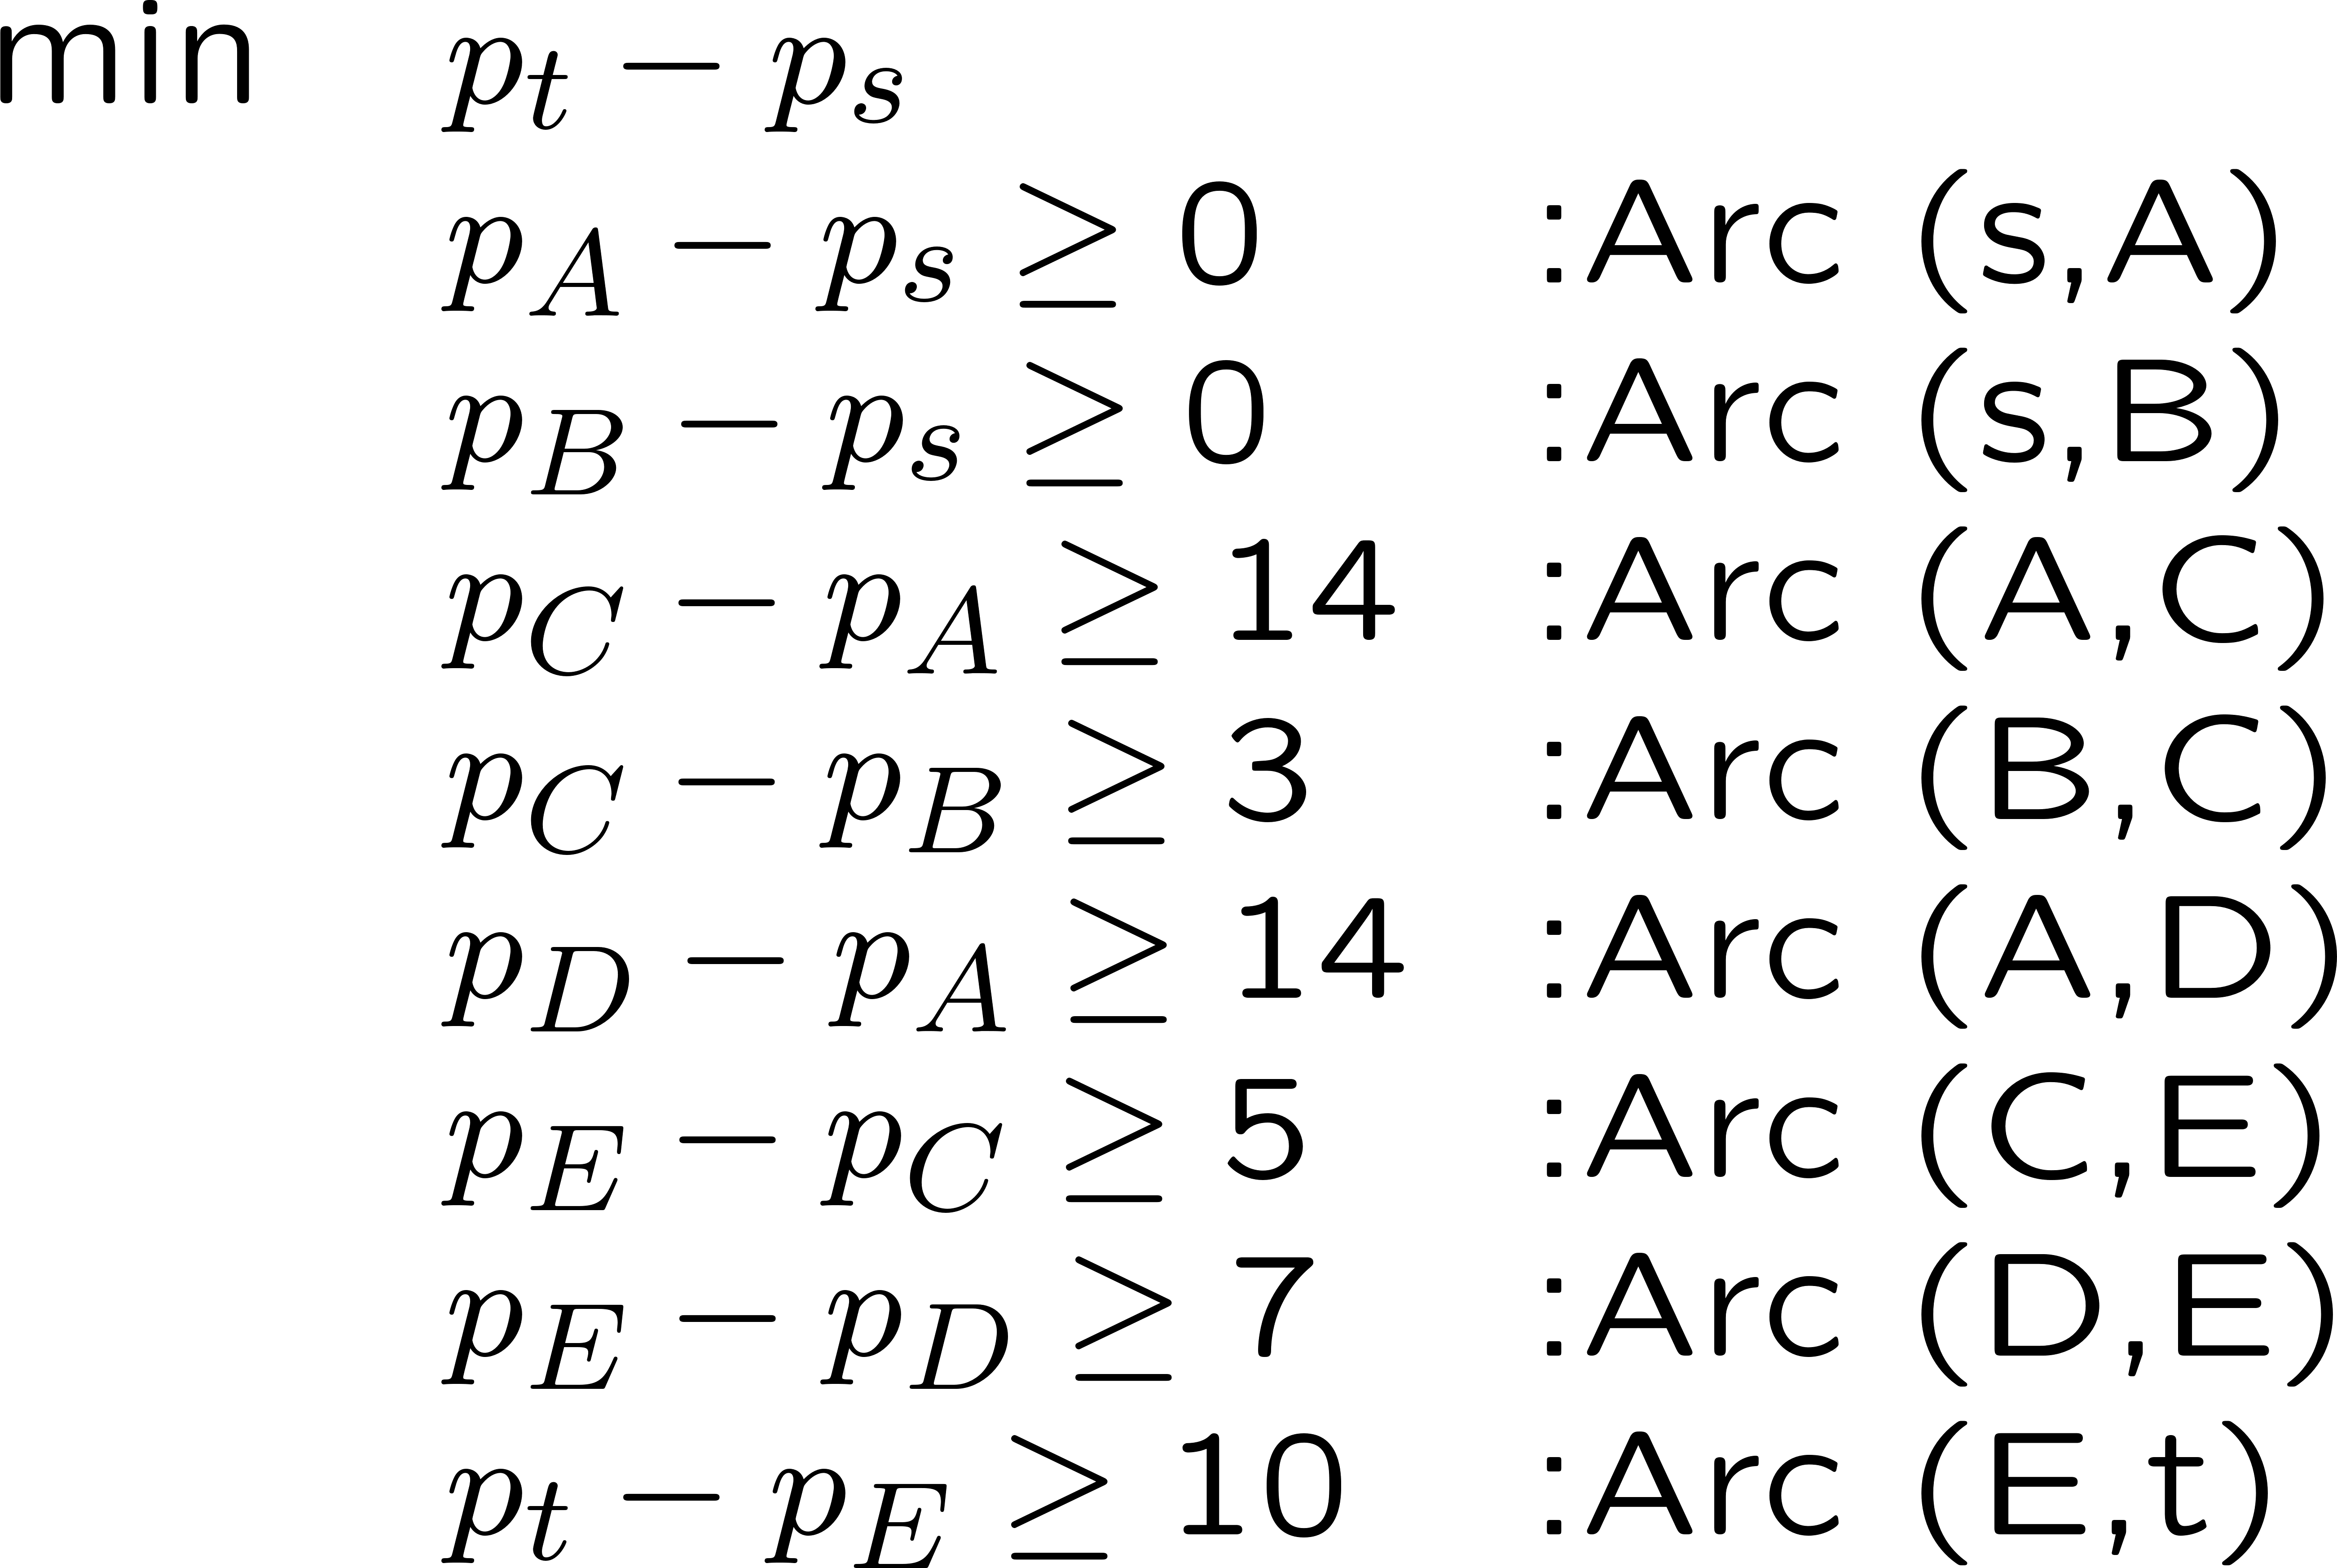 min p_t − p_s
p_A − p_s ≥ 0 :Arc (s,A)
p_B − p_s ≥ 0 :Arc (s,B)
p_C − p_A ≥ 14 :Arc (A,C)
p_C − p_B ≥ 3 :Arc (B,C)
p_D − p_A ≥ 14 :Arc (A,D)
p_E − p_C ≥ 5 :Arc (C,E)
p_E − p_D ≥ 7 :Arc (D,E)
p_t − p_E ≥ 10 :Arc (E,t)